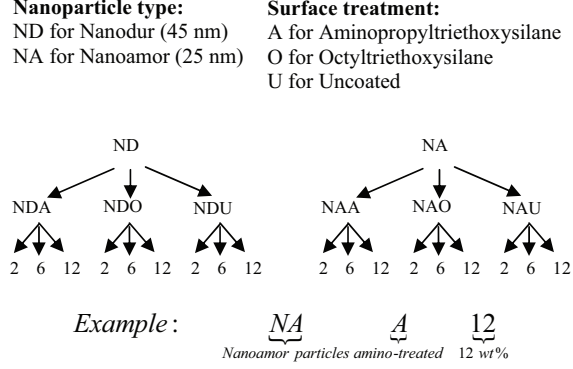 Nanoparticle type:
ND for Nanodur (45 nm)
NA for Nanoamor (25 nm)
Surface treatment:
A for Aminopropyltriethoxysilane
O for Octyltriethoxysilane
U for Uncoated
ND NA
NDA NDO NDU NAA NAO NAU
2 6 12 2 6 12 2 6 12 2 6 12 2 6 12 2 6 12
Example: NA A 12
Nanoamor particles amino-treated 12 wt%